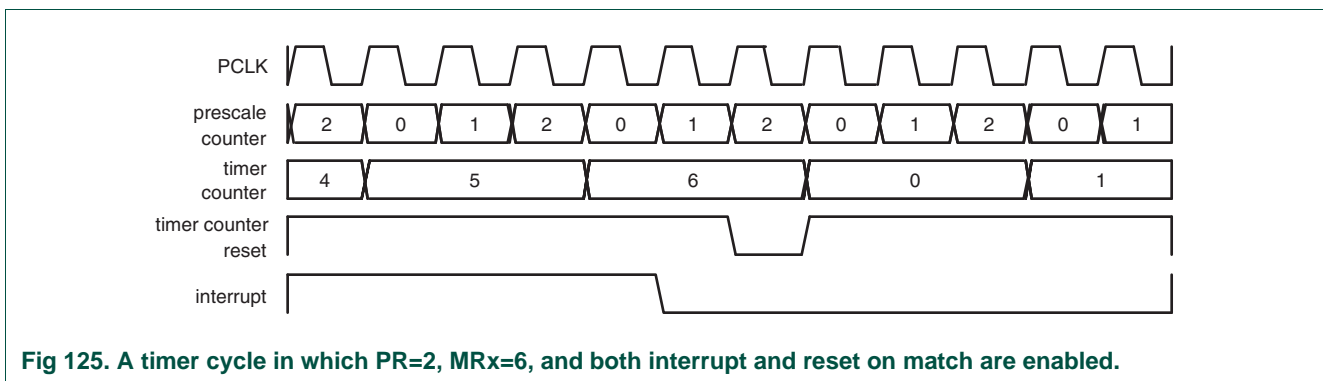 PCLK
prescale
counter
2 0 1 2 0 1 2 0 1 2 0 1
timer
counter
4 5 6 0 1
timer counter
reset
interrupt
Fig 125. A timer cycle in which PR=2, MRx=6, and both interrupt and reset on match are enabled.